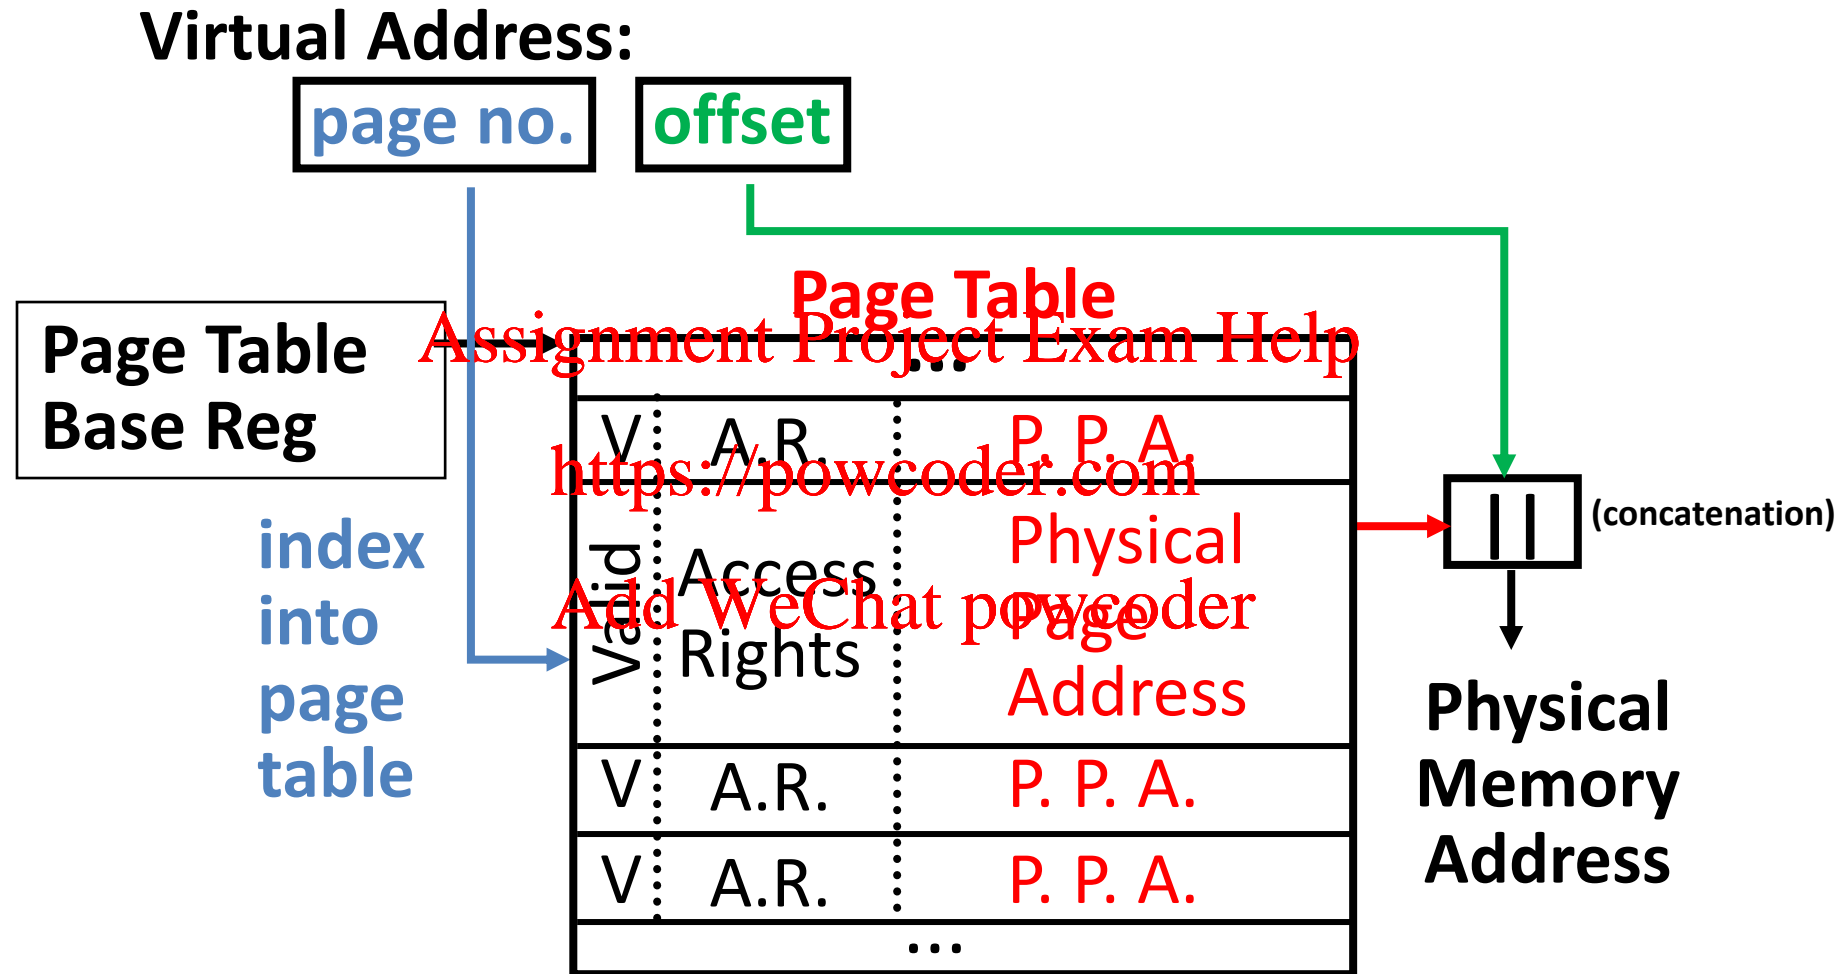 Virtual Address:
page no. offset
Page Table
Assignment Project Exam Help
Page Table
Base Reg
...
V A.R. P. P. A.
https://powcoder.com
index
into
page
table
Valid
Access
Rights
Physical
Page
Address
Add WeChat powcoder
|| (concatenation)
Physical
Memory
Address
V A.R. P. P. A.
V A.R. P. P. A.
...